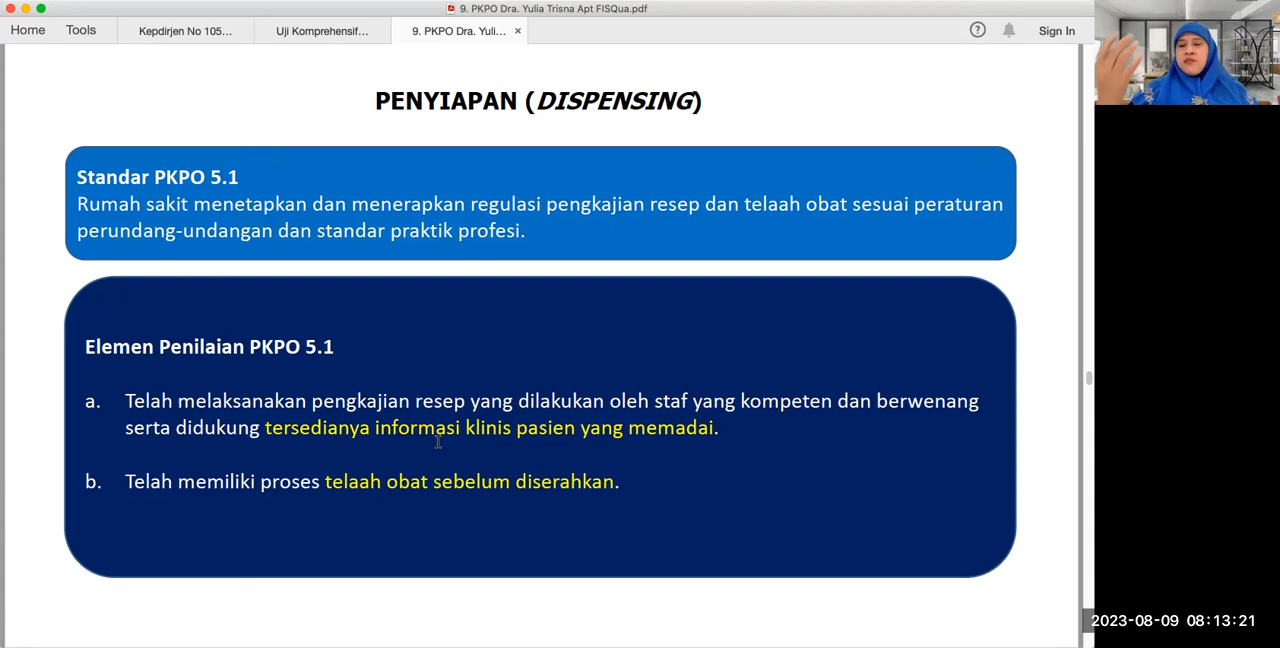 9. PKPO Dra. Yulia Trisna Apt FISQua.pdf
Home Tools Kepdirjen No 105... Uji Komprehensif... 9. PKPO Dra. Yuli... × ? Sign In
PENYIAPAN (DISPENSING)
Standar PKPO 5.1
Rumah sakit menetapkan dan menerapkan regulasi pengkajian resep dan telaah obat sesuai peraturan
perundang-undangan dan standar praktik profesi.
Elemen Penilaian PKPO 5.1
a. Telah melaksanakan pengkajian resep yang dilakukan oleh staf yang kompeten dan berwenang
serta didukung tersedianya informasi klinis pasien yang memadai.
b. Telah memiliki proses telaah obat sebelum diserahkan.
2023-08-09 08:13:21